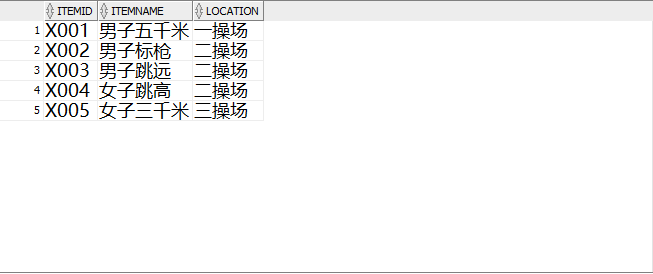 ITEMID ITEMNAME LOCATION
1 X001 男子五千米 一操场
2 X002 男子标枪 二操场
3 X003 男子跳远 二操场
4 X004 女子跳高 二操场
5 X005 女子三千米 三操场